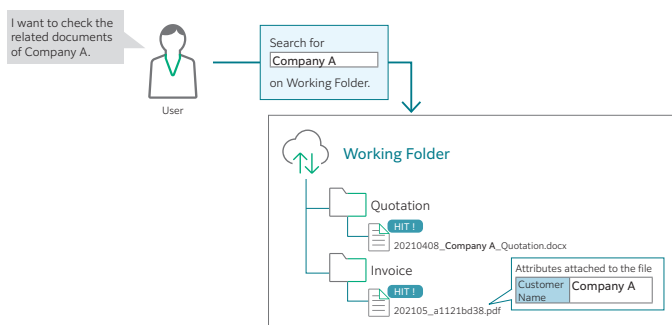 I want to check the
related documents
of Company A.
User
Search for
Company A
on Working Folder.
Working Folder
Quotation
HIT !
20210408_Company A_Quotation.docx
Invoice
HIT !
202105_a1121bd38.pdf
Attributes attached to the file
Customer
Name
Company A